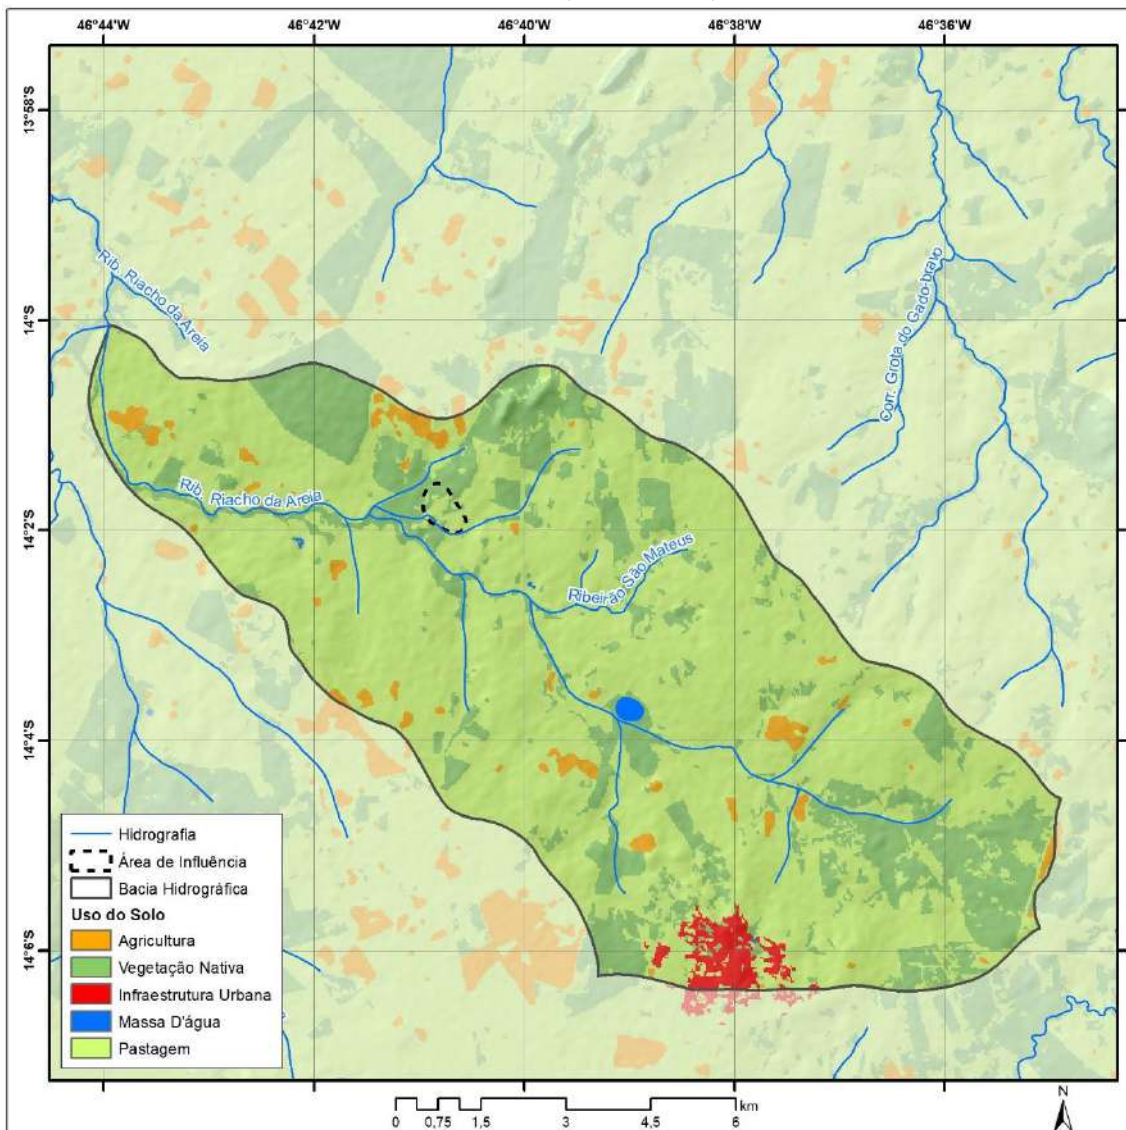 46°44'W 46°42'W 46°40'W 46°38'W 46°36'W
13°58'S
14°S
14°2'S
14°4'S
14°6'S
Rib. Riacho da Areia
Corr. Grota do Gado-bravo
Rib. Riacho da Areia
Ribeirão São Mateus
Hidrografia
Área de Influência
Bacia Hidrográfica
Uso do Solo
Agricultura
Vegetação Nativa
Infraestrutura Urbana
Massa D'água
Pastagem
km
0 0,75 1,5 3 4,5 6
N